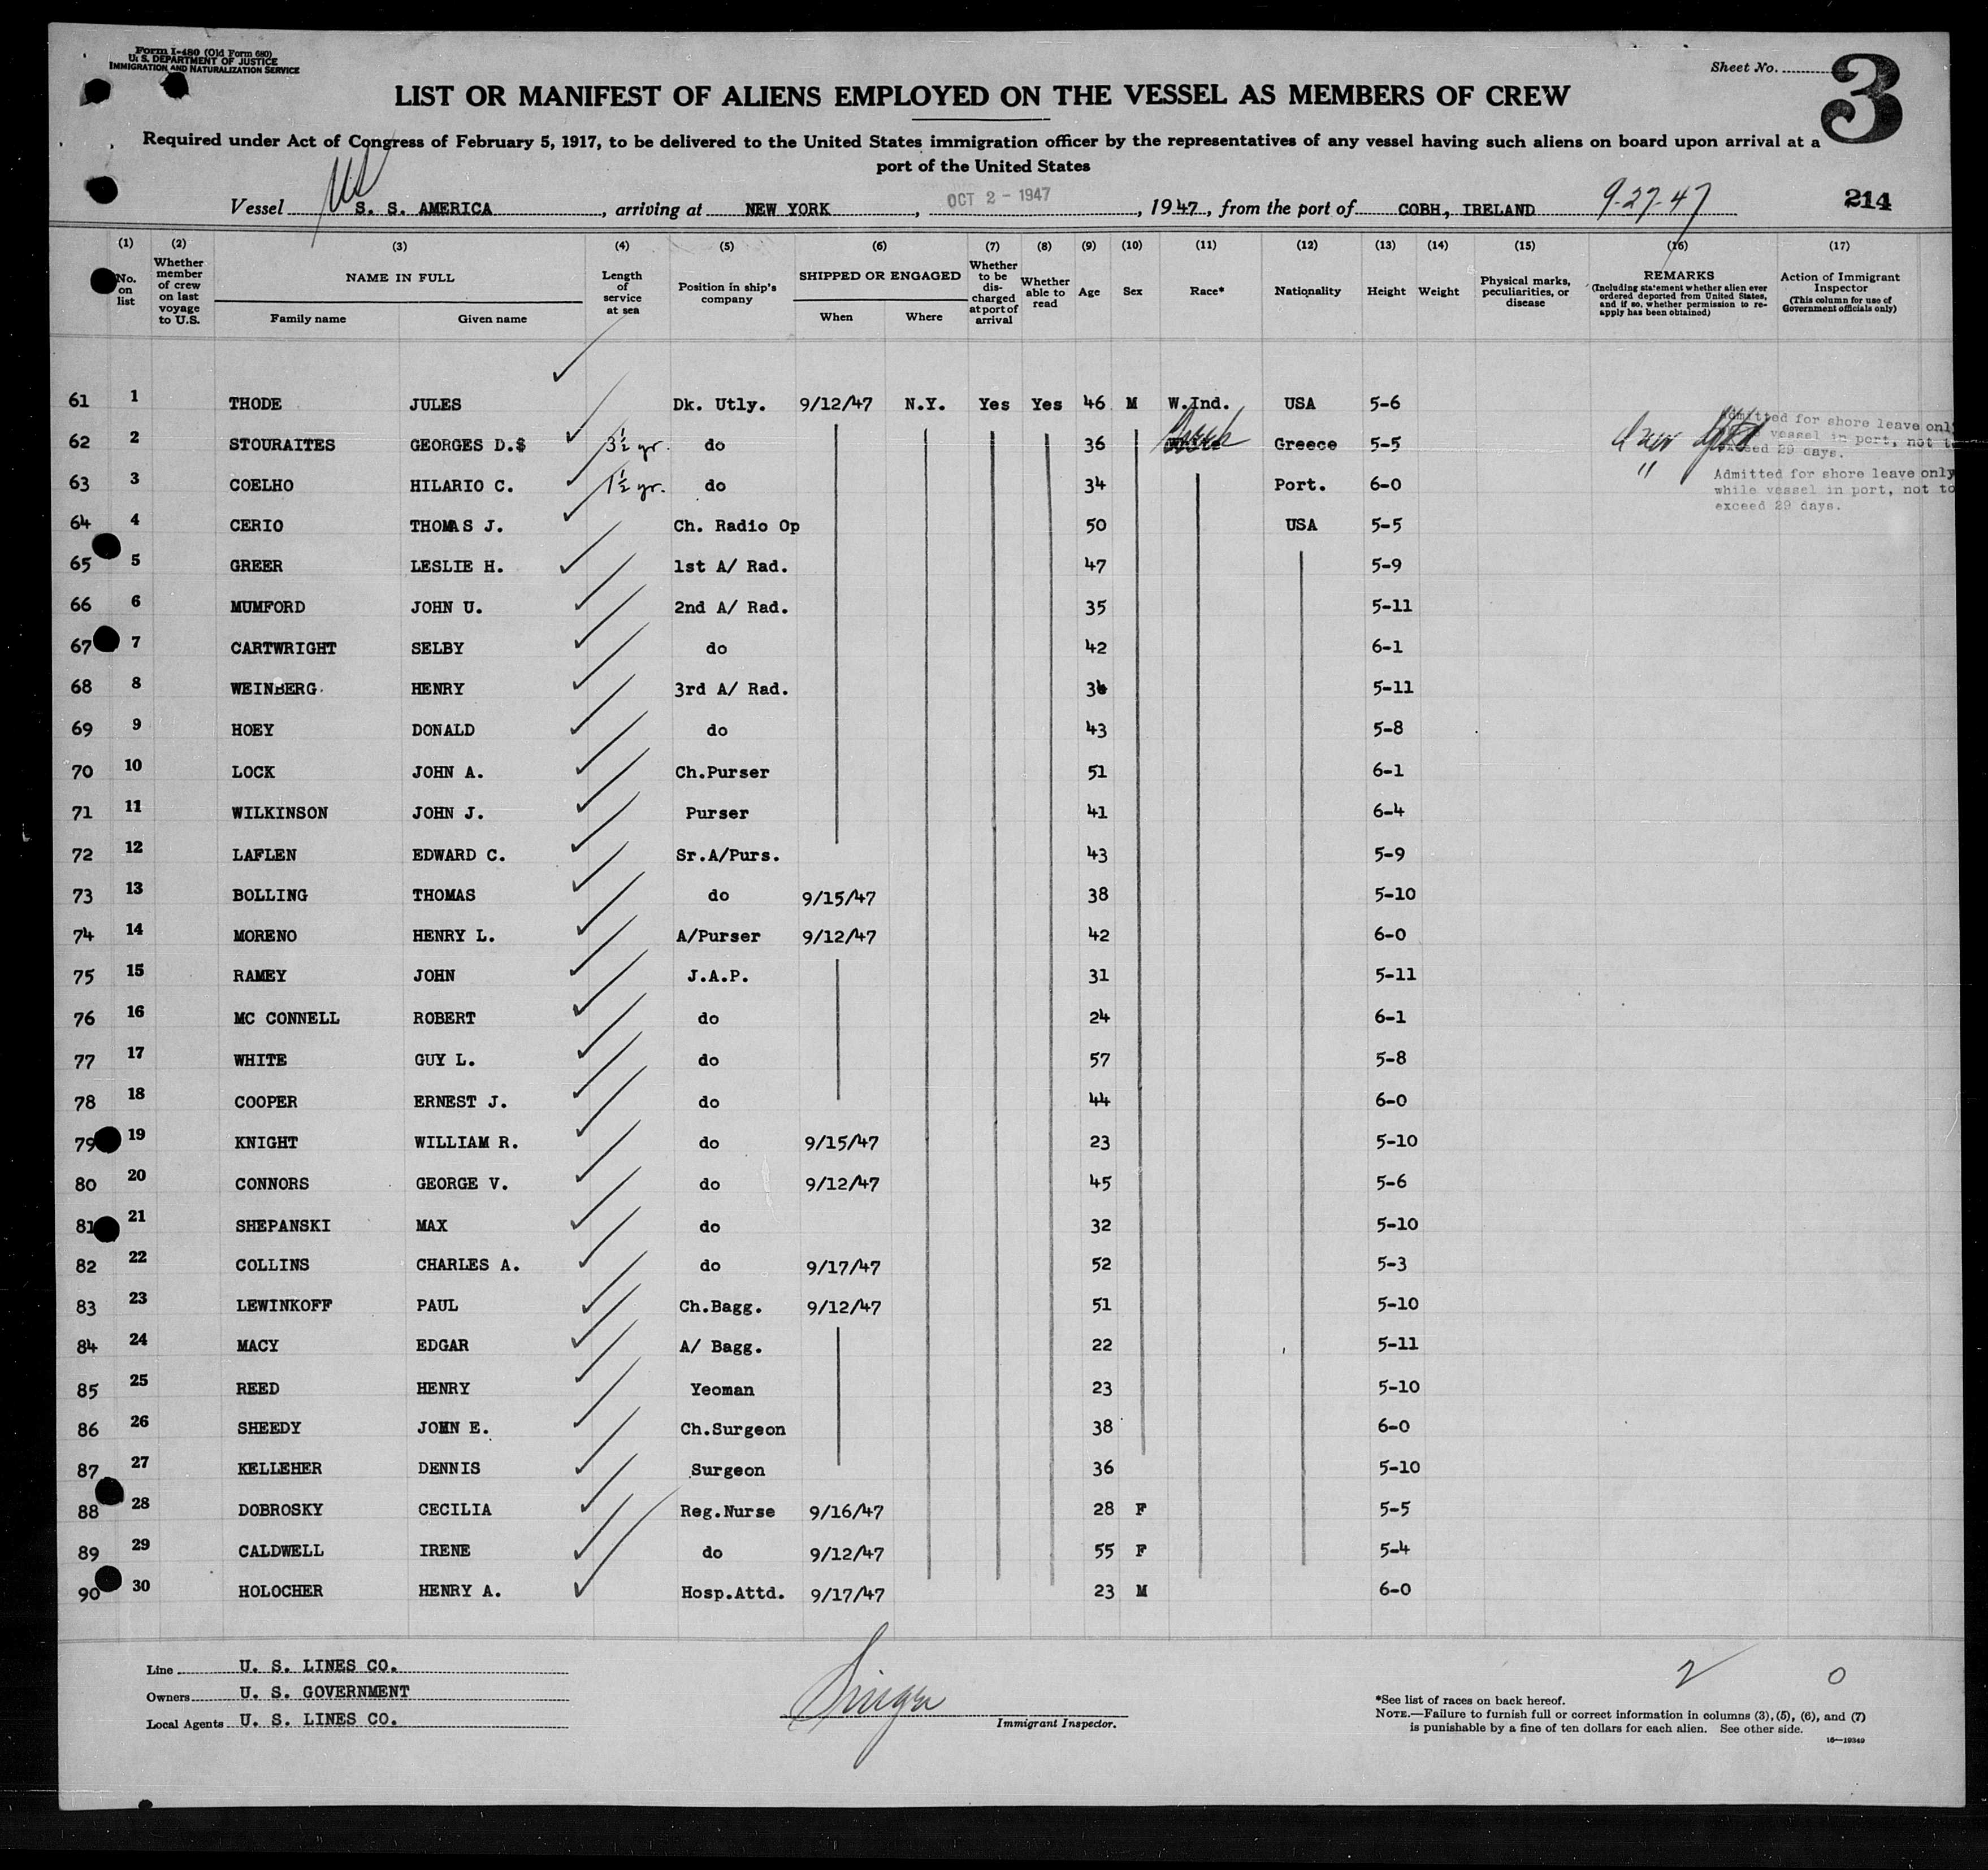 Form I-480 (Old Form 680)
U. S. DEPARTMENT OF JUSTICE
IMMIGRATION AND NATURALIZATION SERVICE
Sheet No.
3
LIST OR MANIFEST OF ALIENS EMPLOYED ON THE VESSEL AS MEMBERS OF CREW
Required under Act of Congress of February 5, 1917, to be delivered to the United States immigration officer by the representatives of any vessel having such aliens on board upon arrival at a
port of the United States
Vessel S. S. AMERICA, arriving at NEW YORK, OCT 2 - 1947, 1947, from the port of COBH, IRELAND 9-27-47 214
(1) (2) (3) (4) (5) (6) (7) (8) (9) (10) (11) (12) (13) (14) (15) (16) (17)
No. on list
Whether member of crew on last voyage to U.S.
NAME IN FULL
Family name Given name
Length of service at sea
Position in ship's company
SHIPPED OR ENGAGED
When Where
Whether to be discharged at port of arrival
Whether able to read
Age
Sex
Race*
Nationality
Height
Weight
Physical marks, peculiarities, or disease
REMARKS
(Including statement whether alien ever ordered deported from United States, and if so, whether permission to reapply has been obtained)
Action of Immigrant Inspector
(This column for use of Government officials only)
61 1 THODE JULES Dk. Utly. 9/12/47 N.Y. Yes Yes 46 M W.Ind. USA 5-6
62 2 STOURAITES GEORGES D.S 3½ yr. do 36 Greek Greece 5-5 Admitted for shore leave only vessel in port, not to exceed 29 days.
63 3 COELHO HILARIO C. 1½ yr. do 34 Port. 6-0 " Admitted for shore leave only while vessel in port, not to exceed 29 days.
64 4 CERIO THOMAS J. Ch. Radio Op 50 USA 5-5
65 5 GREER LESLIE H. 1st A/ Rad. 47 5-9
66 6 MUMFORD JOHN U. 2nd A/ Rad. 35 5-11
67 7 CARTWRIGHT SELBY do 42 6-1
68 8 WEINBERG HENRY 3rd A/ Rad. 36 5-11
69 9 HOEY DONALD do 43 5-8
70 10 LOCK JOHN A. Ch.Purser 51 6-1
71 11 WILKINSON JOHN J. Purser 41 6-4
72 12 LAFLEN EDWARD C. Sr.A/Purs. 43 5-9
73 13 BOLLING THOMAS do 9/15/47 38 5-10
74 14 MORENO HENRY L. A/Purser 9/12/47 42 6-0
75 15 RAMEY JOHN J.A.P. 31 5-11
76 16 MC CONNELL ROBERT do 24 6-1
77 17 WHITE GUY L. do 57 5-8
78 18 COOPER ERNEST J. do 44 6-0
79 19 KNIGHT WILLIAM R. do 9/15/47 23 5-10
80 20 CONNORS GEORGE V. do 9/12/47 45 5-6
81 21 SHEPANSKI MAX do 32 5-10
82 22 COLLINS CHARLES A. do 9/17/47 52 5-3
83 23 LEWINKOFF PAUL Ch.Bagg. 9/12/47 51 5-10
84 24 MACY EDGAR A/ Bagg. 22 5-11
85 25 REED HENRY Yeoman 23 5-10
86 26 SHEEDY JOHN E. Ch.Surgeon 38 6-0
87 27 KELLEHER DENNIS Surgeon 36 5-10
88 28 DOBROSKY CECILIA Reg.Nurse 9/16/47 28 F 5-5
89 29 CALDWELL IRENE do 9/12/47 55 F 5-4
90 30 HOLOCHER HENRY A. Hosp.Attd. 9/17/47 23 M 6-0
Line U. S. LINES CO.
Owners U. S. GOVERNMENT
Local Agents U. S. LINES CO.
Immigrant Inspector.
2 0
*See list of races on back hereof.
NOTE.—Failure to furnish full or correct information in columns (3), (5), (6), and (7)
is punishable by a fine of ten dollars for each alien. See other side.
16—19349